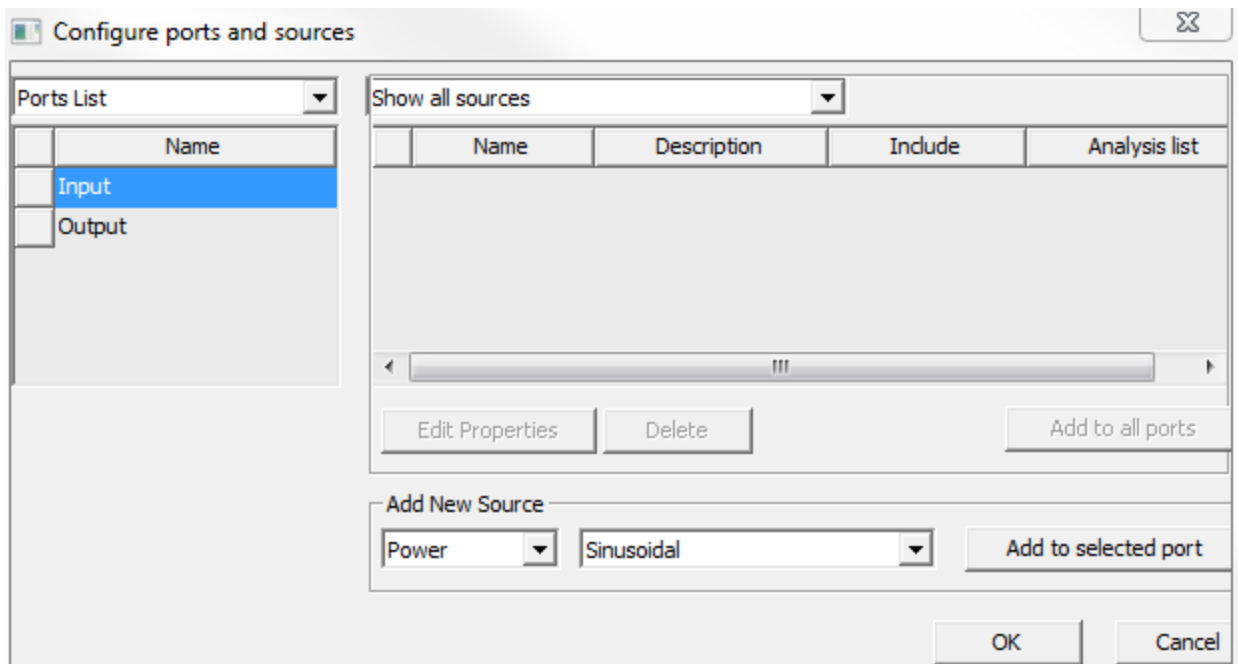 Configure ports and sources
Ports List
Show all sources
Name
Name Description Include Analysis list
Input
Output
Edit Properties Delete Add to all ports
Add New Source
Power Sinusoidal Add to selected port
OK Cancel